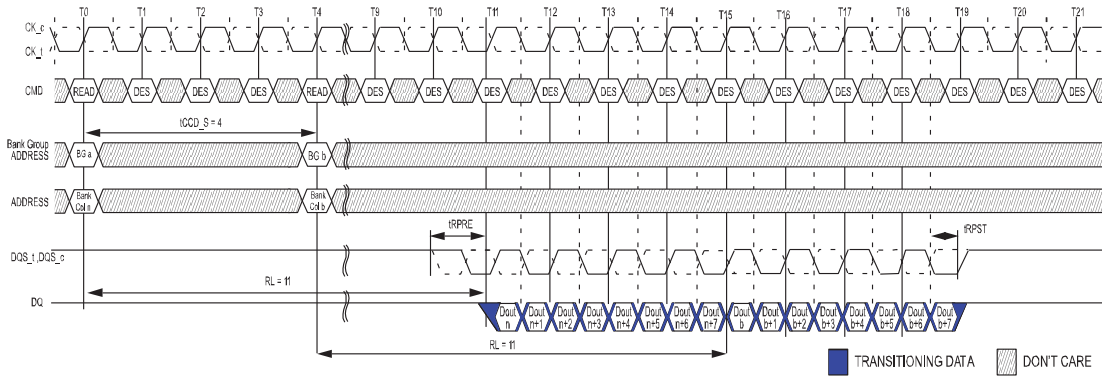 T0 T1 T2 T3 T4 T9 T10 T11 T12 T13 T14 T15 T16 T17 T18 T19 T20 T21
CK_c
CK_t
CMD READ DES DES DES READ DES DES DES DES DES DES DES DES DES DES DES DES DES
tCCD_S = 4
Bank Group
ADDRESS BG a BG b
ADDRESS Bank Col n Bank Col b
tRPRE tRPST
DQS_t,DQS_c
RL = 11
DQ Dout n Dout n+1 Dout n+2 Dout n+3 Dout n+4 Dout n+5 Dout n+6 Dout n+7 Dout b Dout b+1 Dout b+2 Dout b+3 Dout b+4 Dout b+5 Dout b+6 Dout b+7
RL = 11
TRANSITIONING DATA DON'T CARE